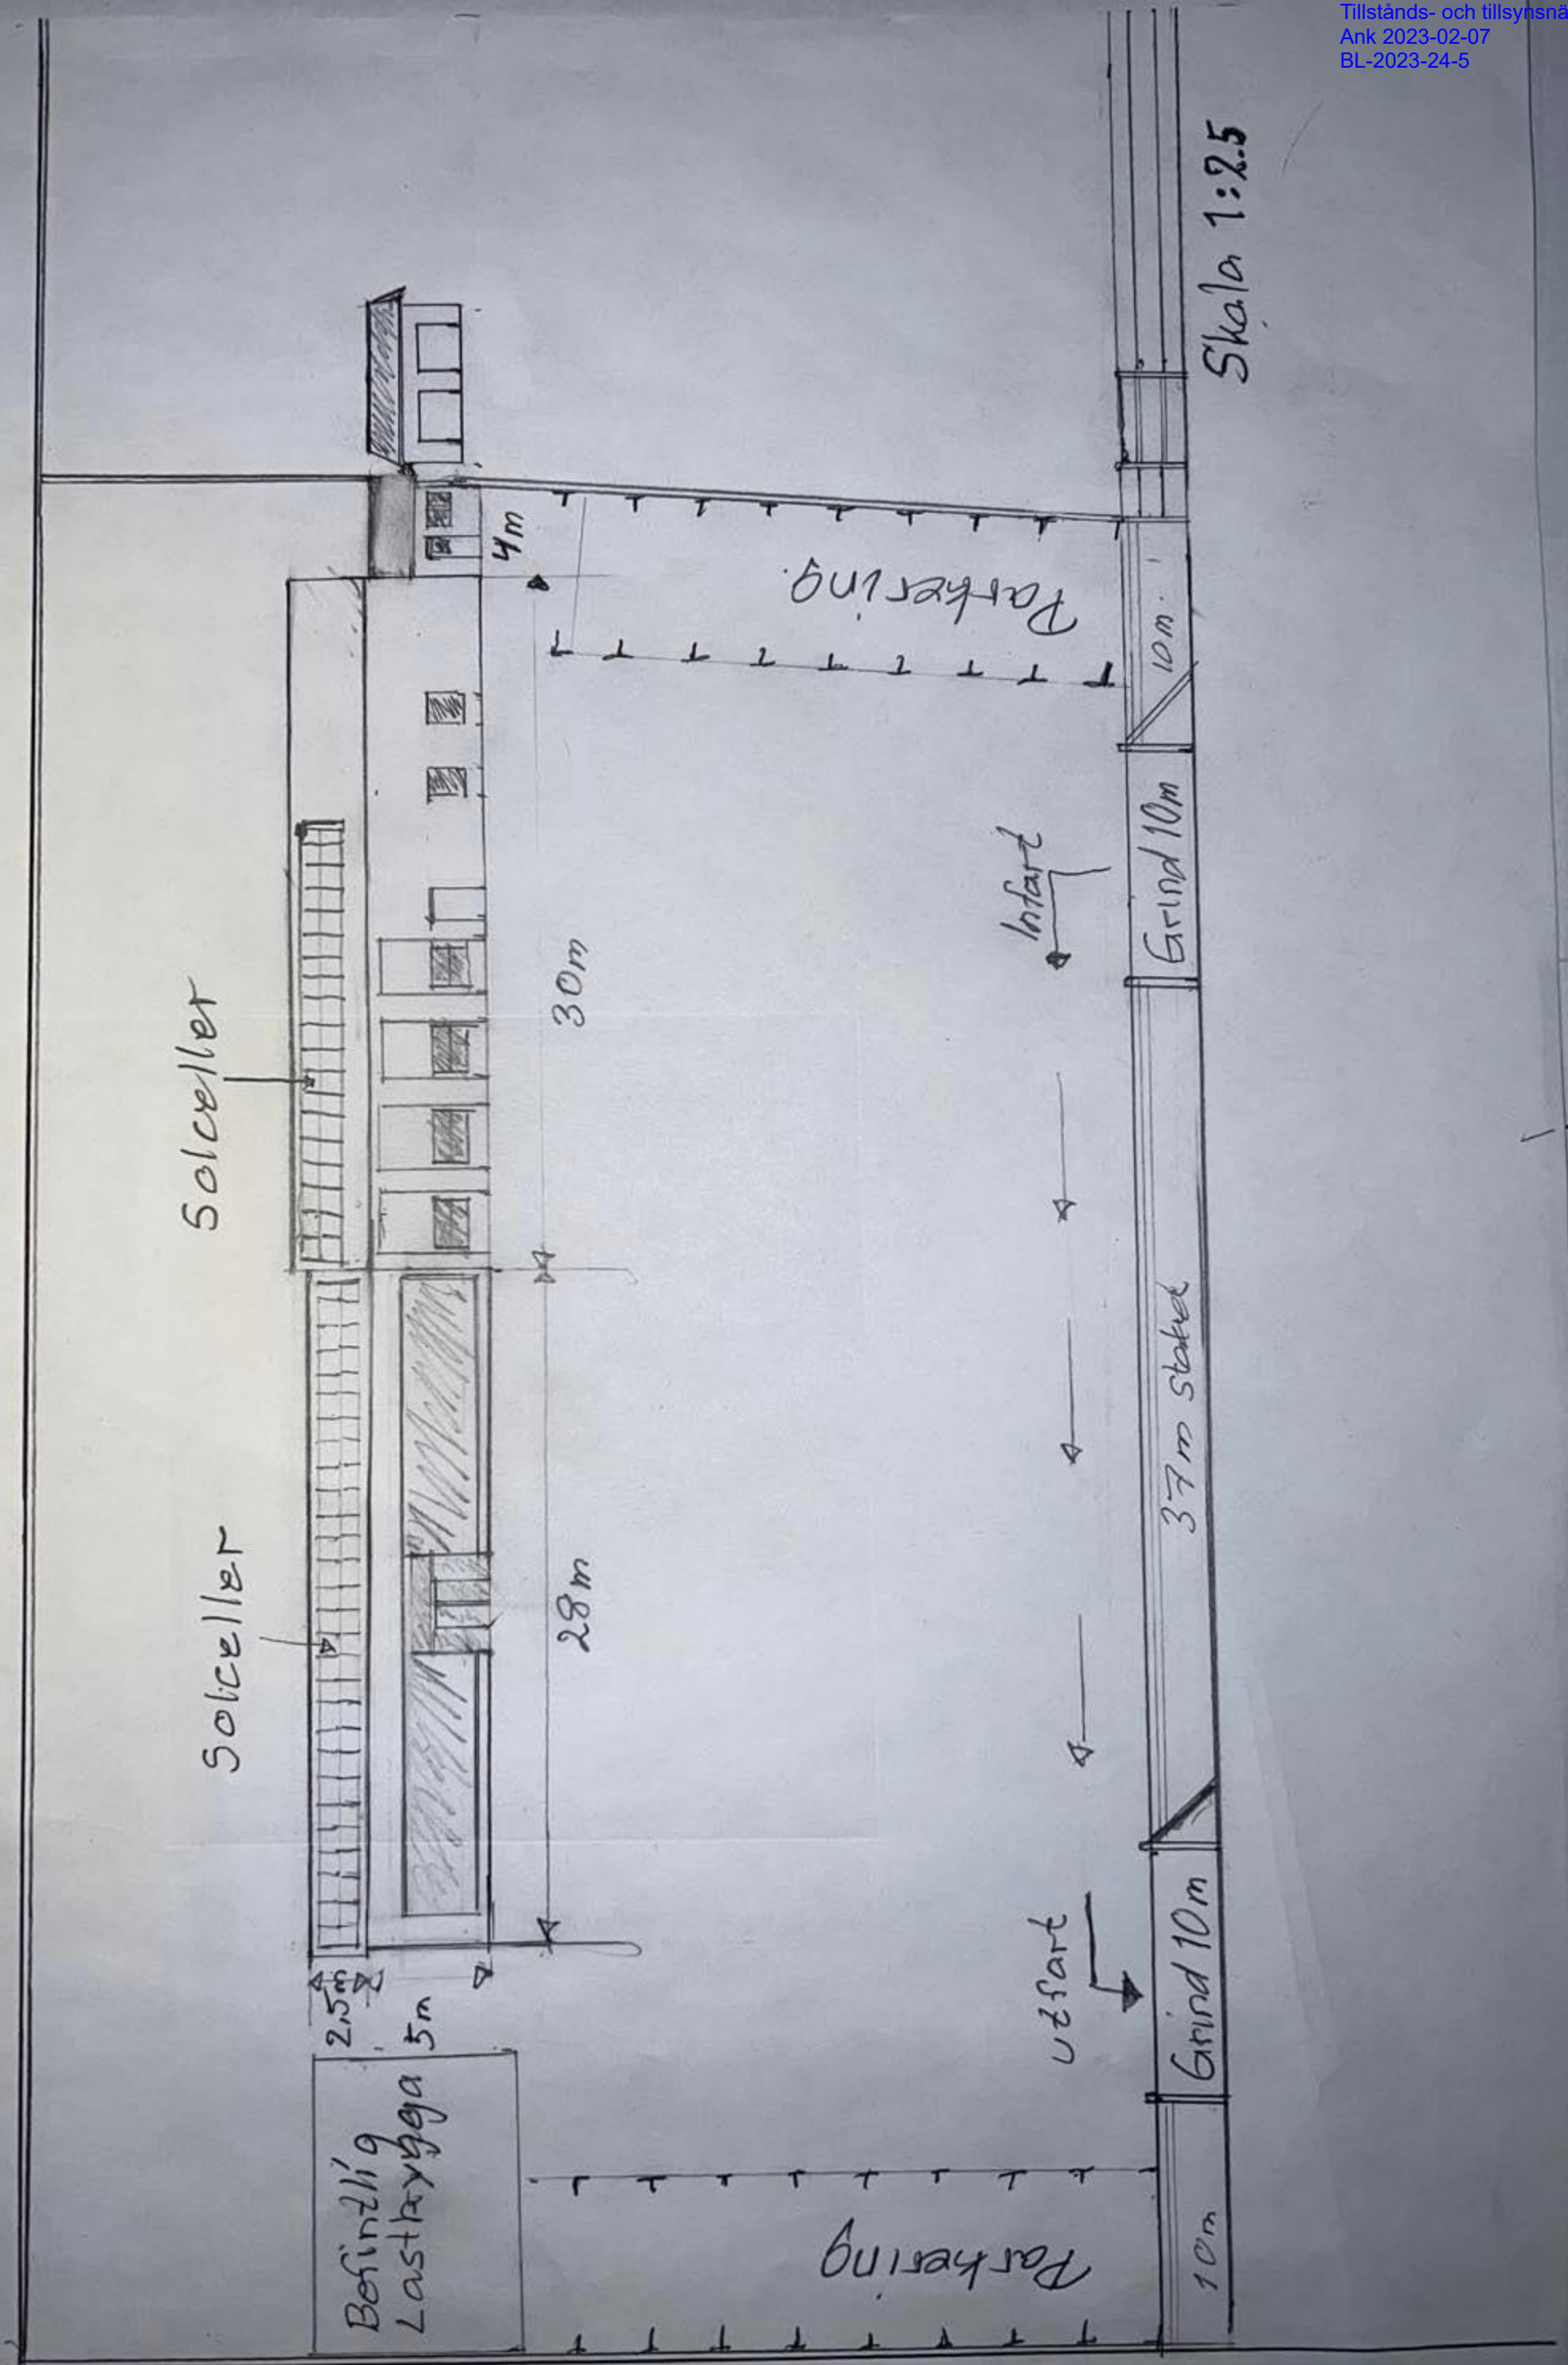 Tillstånds- och tillsynsnä
Ank 2023-02-07
BL-2023-24-5
Solceller
Solceller
2,5m
5m
28m
30m
4m
Befintlig
Lastbrygga
Parkering
Parkering.
utfart
Infart
10m
Grind 10m
37m staket
Grind 10m
10m.
Skala 1:2.5